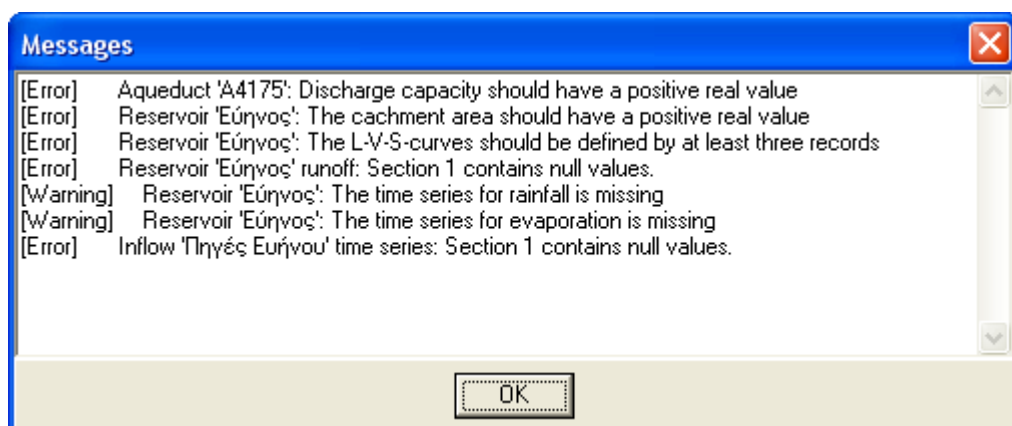 Messages
[Error] Aqueduct 'A4175': Discharge capacity should have a positive real value
[Error] Reservoir 'Εύηνος': The cachment area should have a positive real value
[Error] Reservoir 'Εύηνος': The L-V-S-curves should be defined by at least three records
[Error] Reservoir 'Εύηνος' runoff: Section 1 contains null values.
[Warning] Reservoir 'Εύηνος': The time series for rainfall is missing
[Warning] Reservoir 'Εύηνος': The time series for evaporation is missing
[Error] Inflow 'Πηγές Ευήνου' time series: Section 1 contains null values.
OK